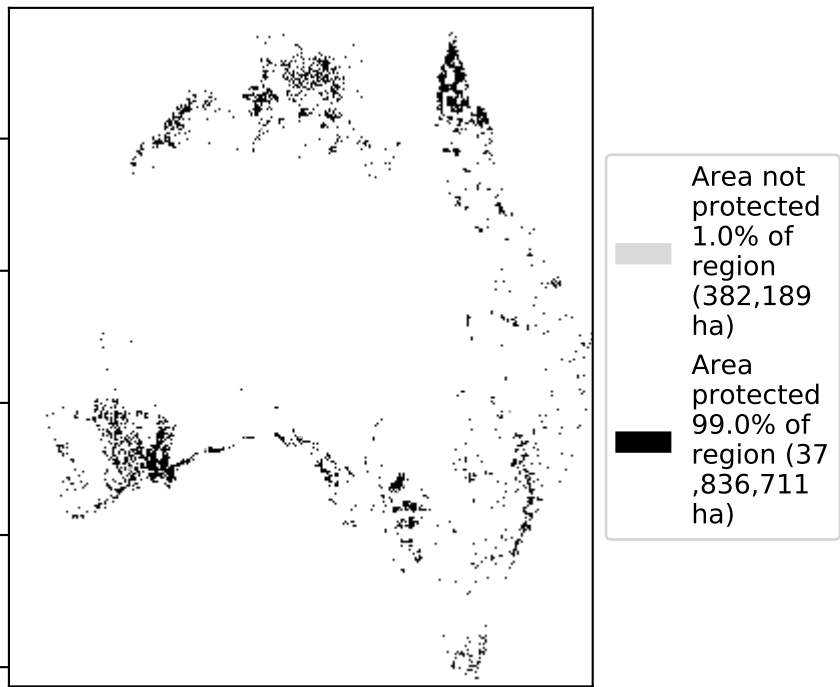 Area not
protected
1.0% of
region
(382,189
ha)
Area
protected
99.0% of
region (37
,836,711
ha)